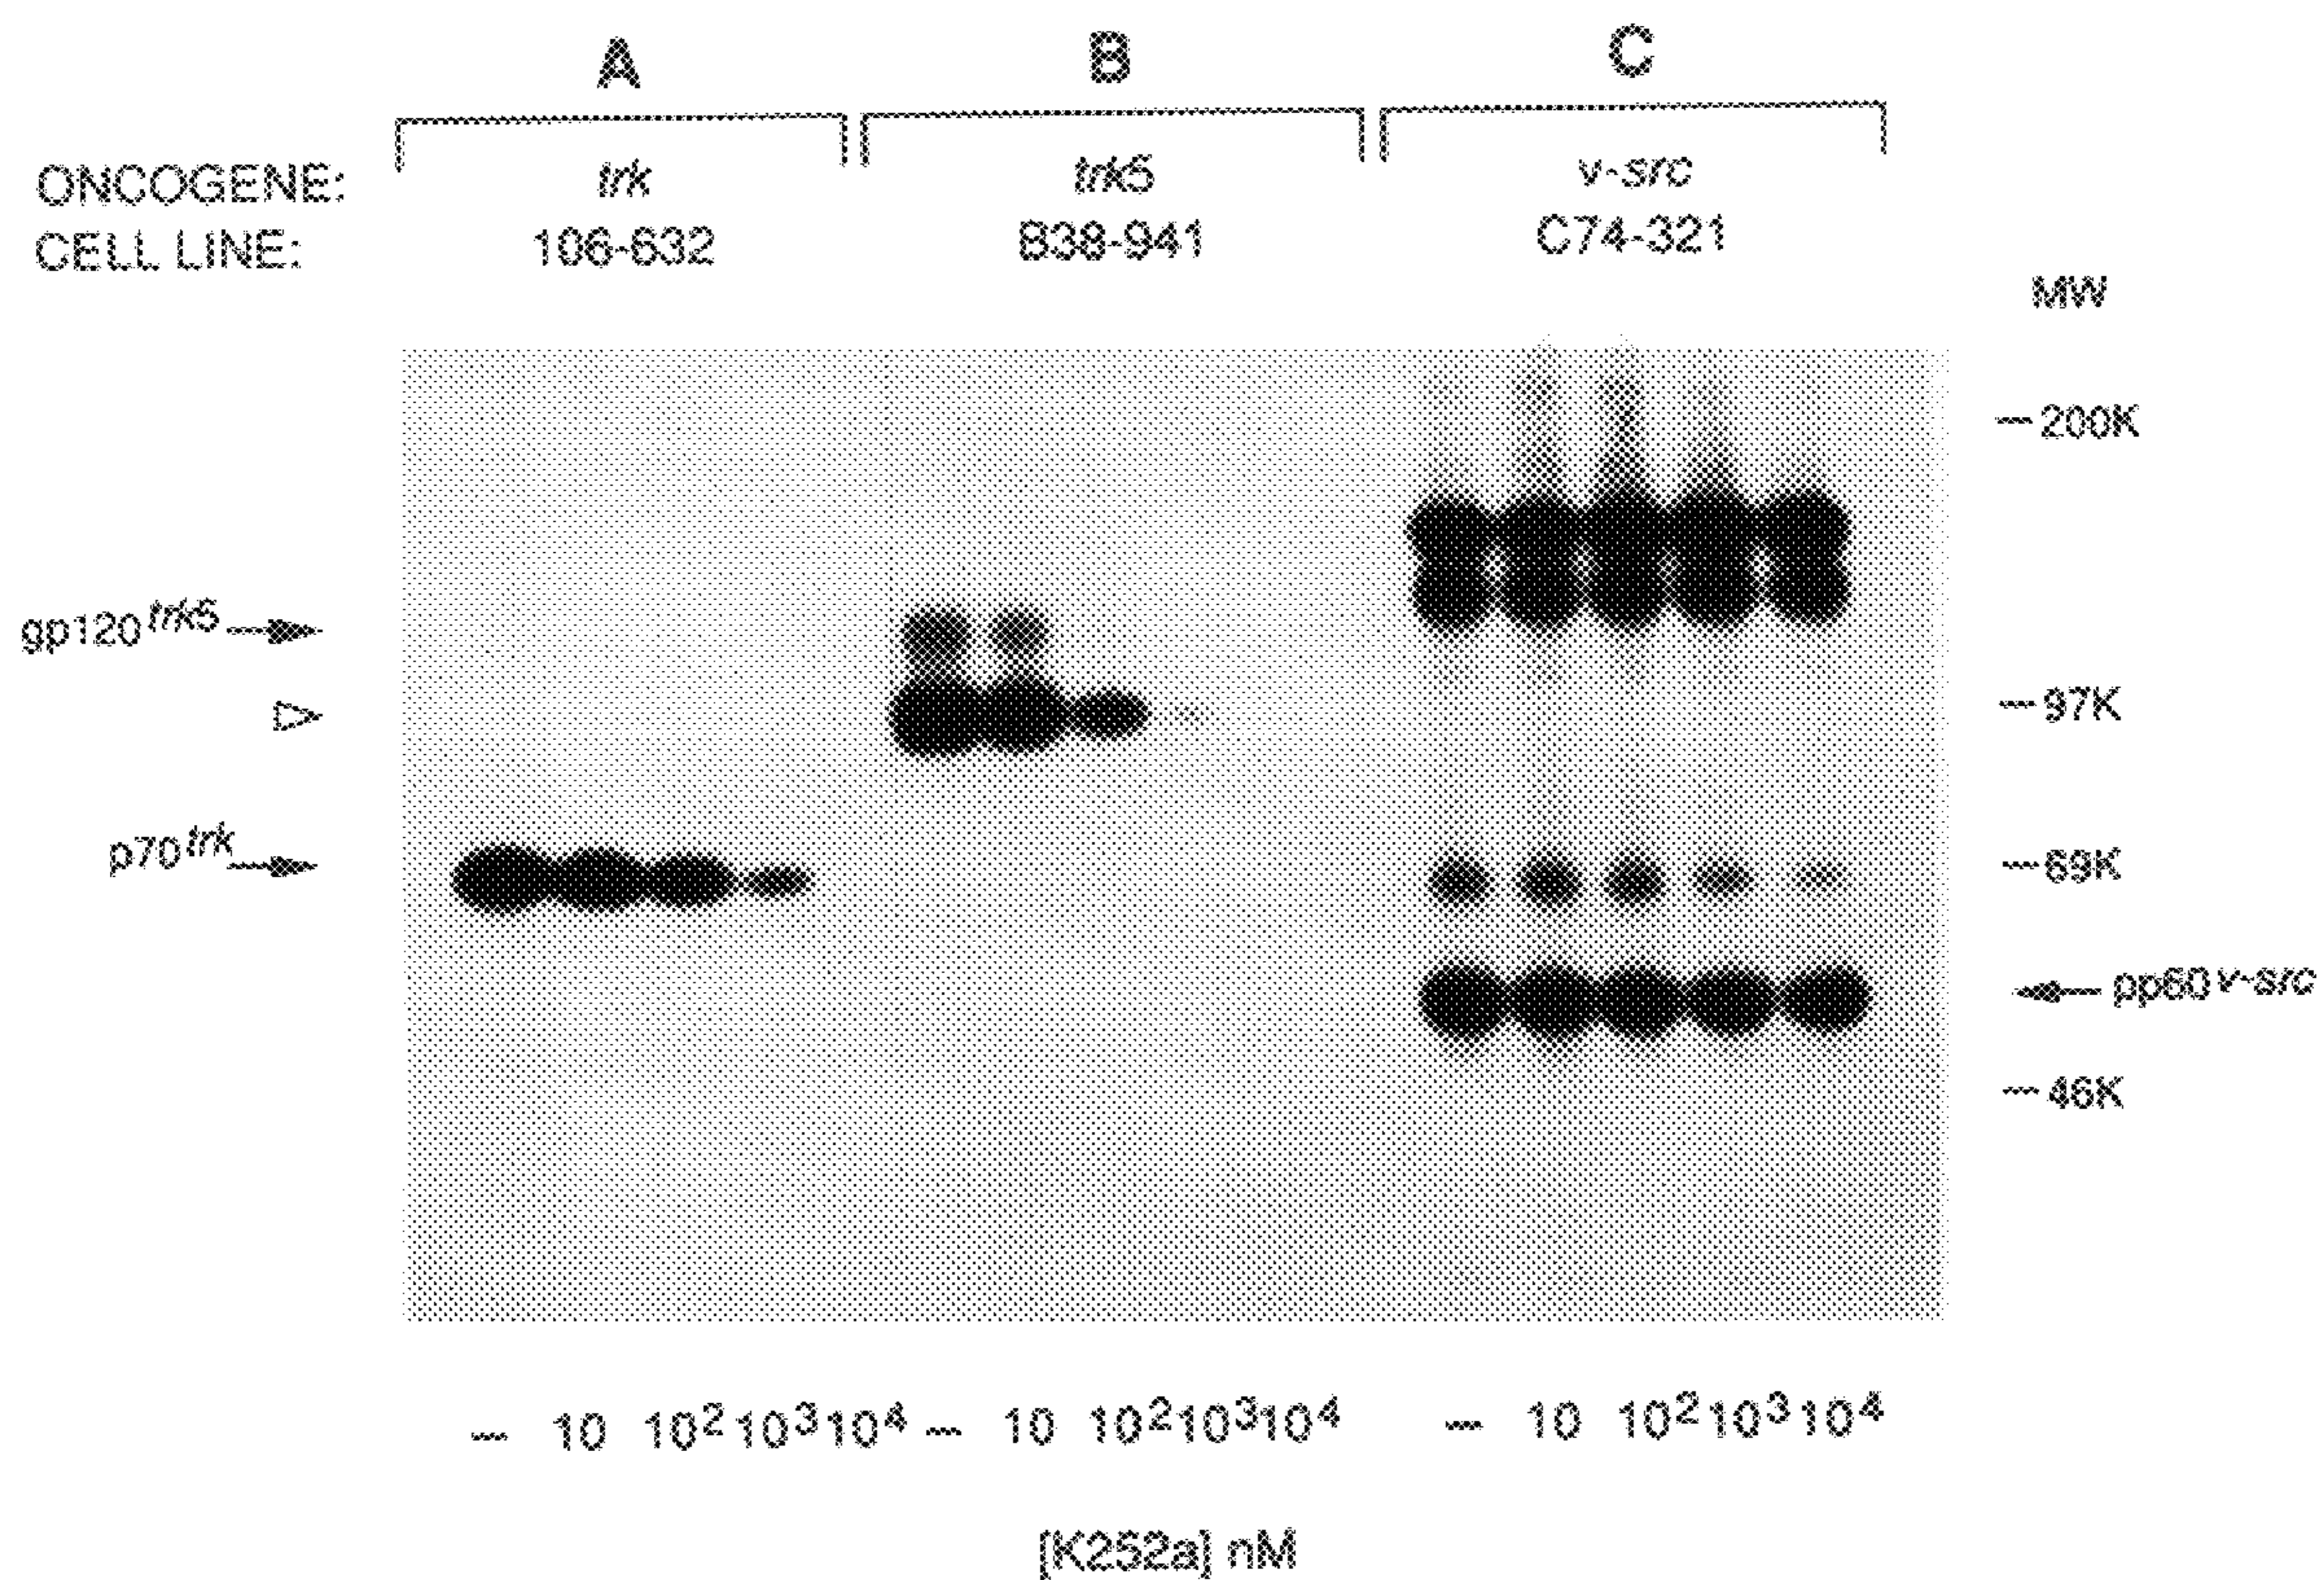 A B C
ONCOGENE: trk trk5 v-src
CELL LINE: 106-632 B38-941 C74-321
MW
200K
gp120trk5
97K
p70trk
69K
pp60v-src
46K
— 10 10² 10³ 10⁴ — 10 10² 10³ 10⁴ — 10 10² 10³ 10⁴
[K252a] nM